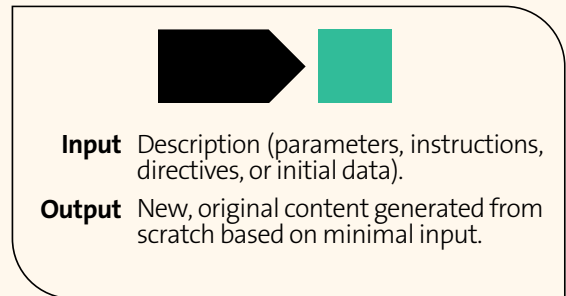 Input Description (parameters, instructions,
directives, or initial data).
Output New, original content generated from
scratch based on minimal input.